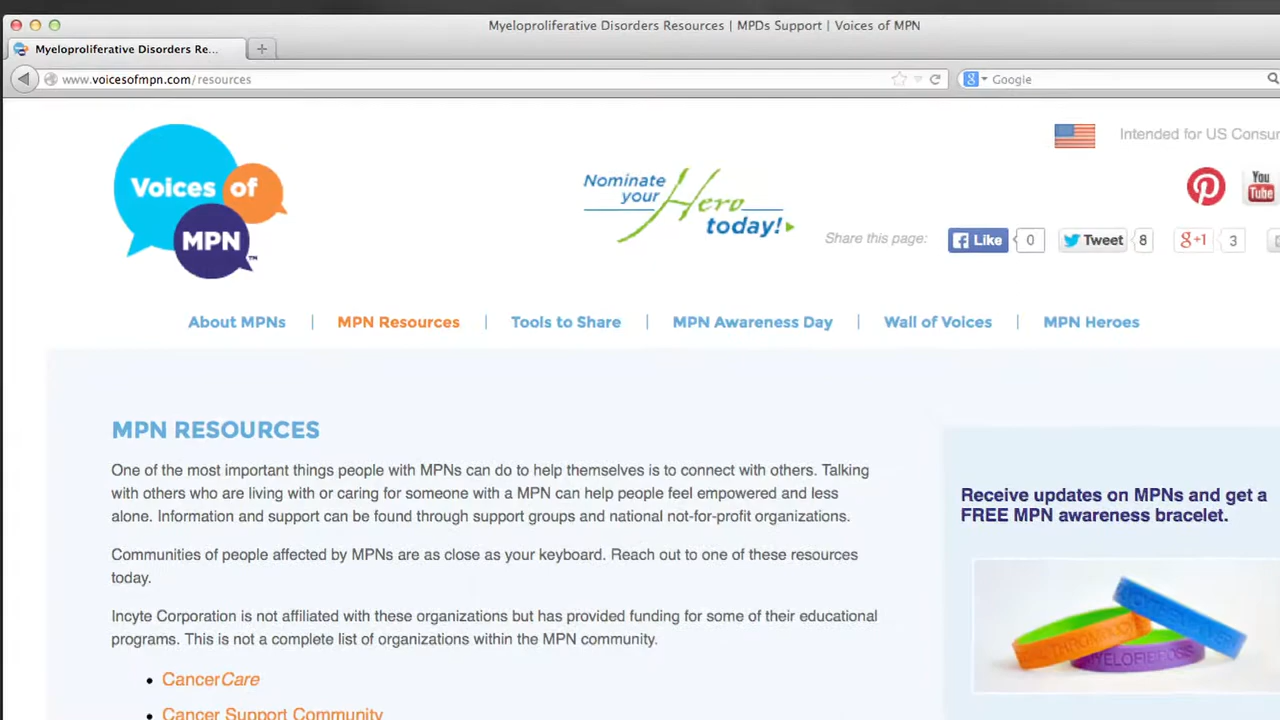 Myeloproliferative Disorders Resources | MPDs Support | Voices of MPN
Myeloproliferative Disorders Re...
www.voicesofmpn.com/resources
Google
Voices of
MPN™
Nominate
your Hero
today!
Intended for US
You
Tube
Share this page:
Like 0
Tweet 8
g+1 3
About MPNs | MPN Resources | Tools to Share | MPN Awareness Day | Wall of Voices | MPN Heroes
MPN RESOURCES
One of the most important things people with MPNs can do to help themselves is to connect with others. Talking
with others who are living with or caring for someone with a MPN can help people feel empowered and less
alone. Information and support can be found through support groups and national not-for-profit organizations.
Communities of people affected by MPNs are as close as your keyboard. Reach out to one of these resources
today.
Incyte Corporation is not affiliated with these organizations but has provided funding for some of their educational
programs. This is not a complete list of organizations within the MPN community.
• CancerCare
• Cancer Support Community
Receive updates on MPNs and get a
FREE MPN awareness bracelet.
MYELOFIBROSIS